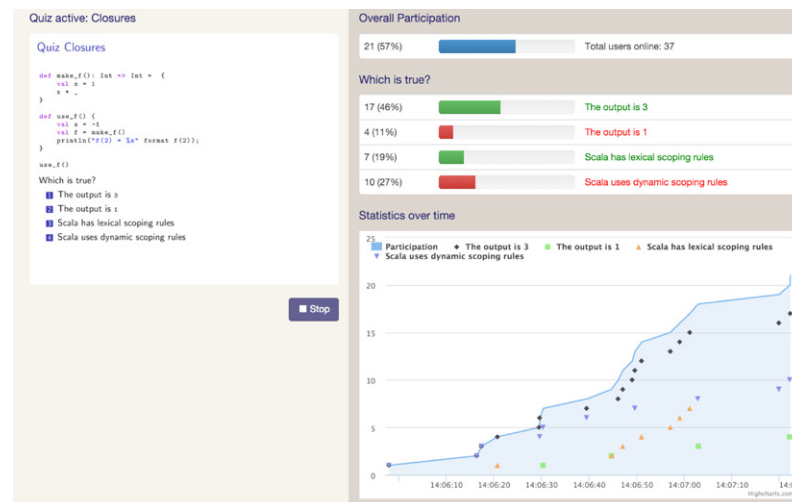 Quiz active: Closures
Quiz Closures
def make_f(): Int => Int = {
val x = 1
x + _
}
def use_f() {
val x = -1
val f = make_f()
println("f(2) = %s" format f(2));
}
use_f()
Which is true?
1 The output is 3
2 The output is 1
3 Scala has lexical scoping rules
4 Scala uses dynamic scoping rules
Stop
Overall Participation
21 (57%) Total users online: 37
Which is true?
17 (46%) The output is 3
4 (11%) The output is 1
7 (19%) Scala has lexical scoping rules
10 (27%) Scala uses dynamic scoping rules
Statistics over time
25
Participation The output is 3 The output is 1 Scala has lexical scoping rules
Scala uses dynamic scoping rules
20
15
10
5
0
14:06:10 14:06:20 14:06:30 14:06:40 14:06:50 14:07:00 14:07:10 14:0
Highcharts.com